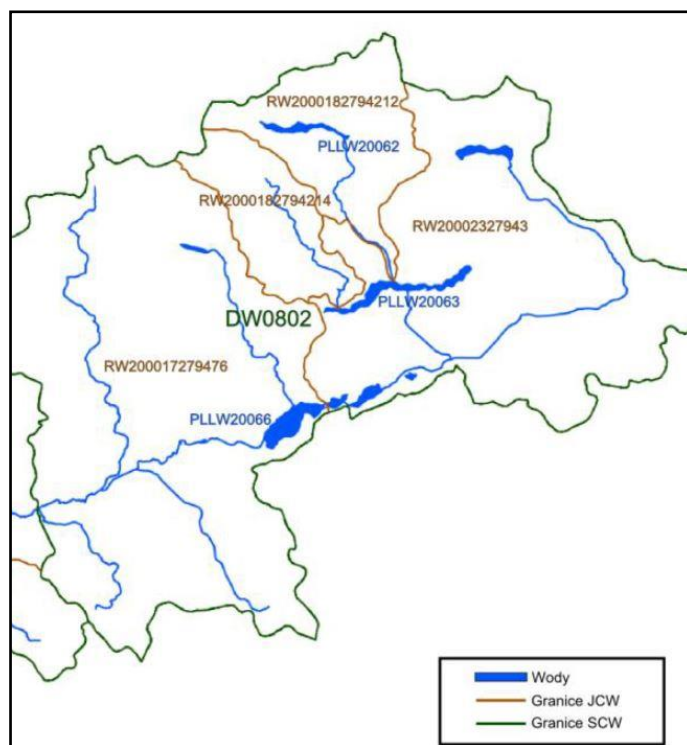 RW2000182794212
PLLW20062
RW2000182794214
RW20002327943
PLLW20063
DW0802
RW200017279476
PLLW20066
Wody
Granice JCW
Granice SCW